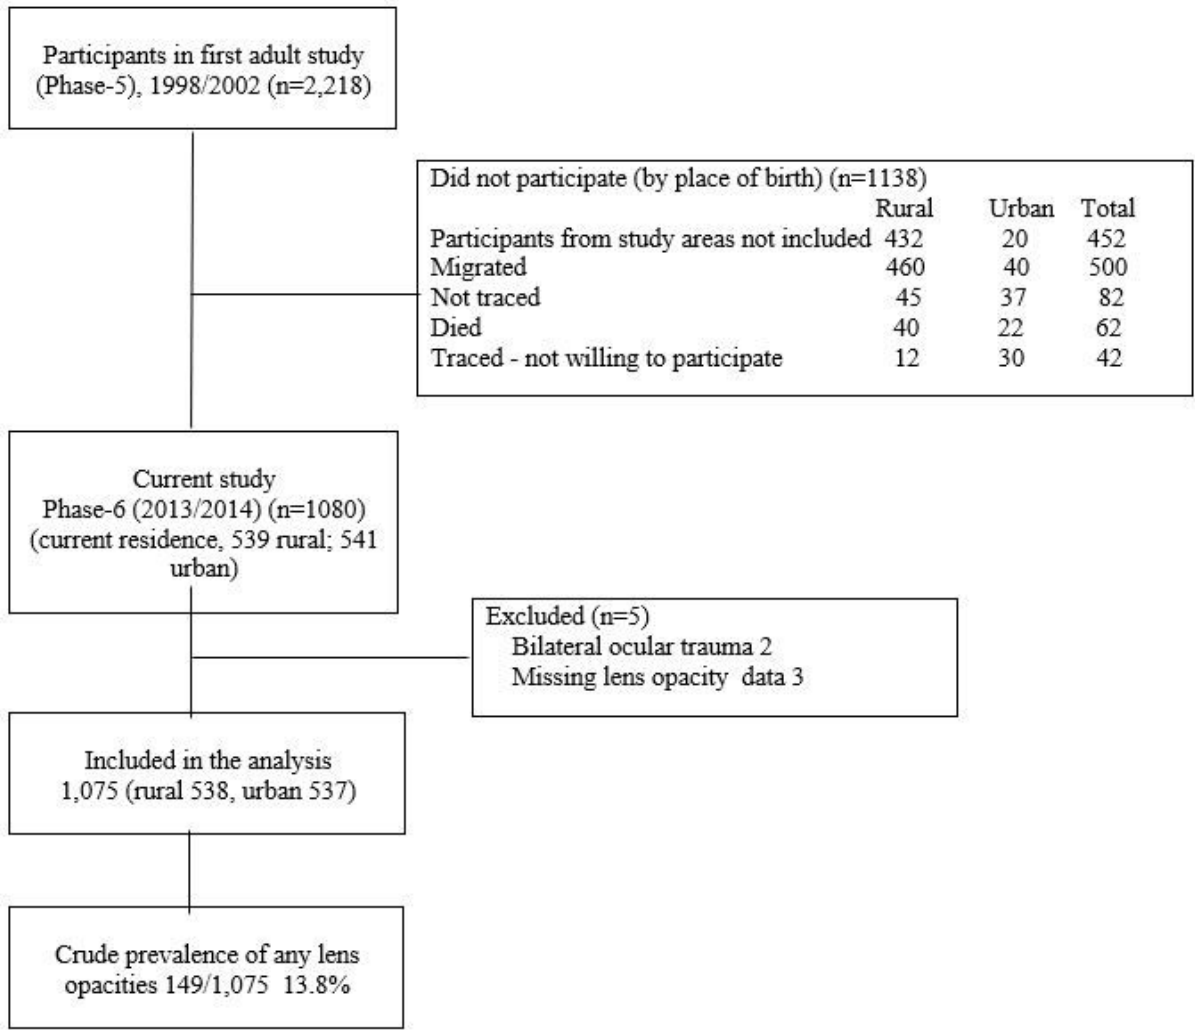 Participants in first adult study
(Phase-5), 1998/2002 (n=2,218)
Did not participate (by place of birth) (n=1138)
Rural Urban Total
Participants from study areas not included 432 20 452
Migrated 460 40 500
Not traced 45 37 82
Died 40 22 62
Traced - not willing to participate 12 30 42
Current study
Phase-6 (2013/2014) (n=1080)
(current residence, 539 rural; 541
urban)
Excluded (n=5)
Bilateral ocular trauma 2
Missing lens opacity data 3
Included in the analysis
1,075 (rural 538, urban 537)
Crude prevalence of any lens
opacities 149/1,075 13.8%